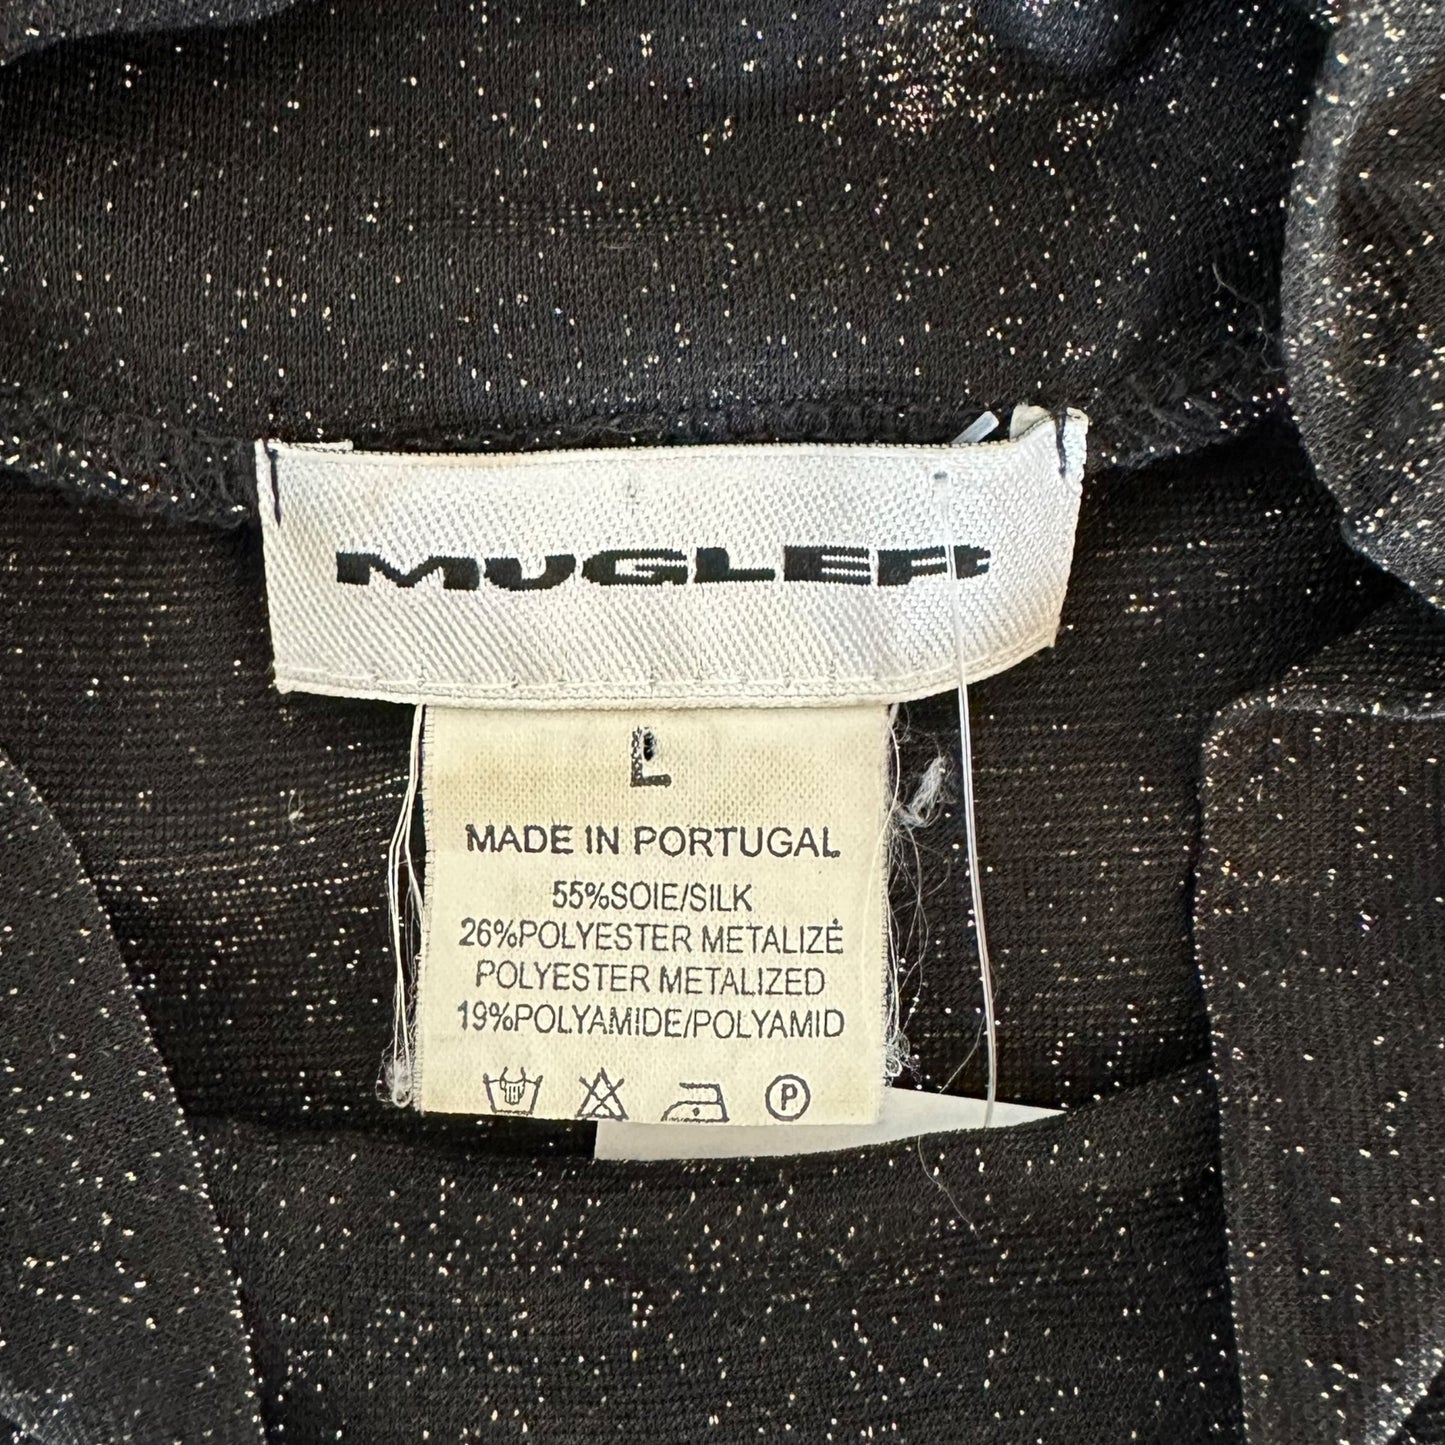 MUGLER
L
MADE IN PORTUGAL
55%SOIE/SILK
26%POLYESTER METALIZÉ
POLYESTER METALIZED
19%POLYAMIDE/POLYAMID
P